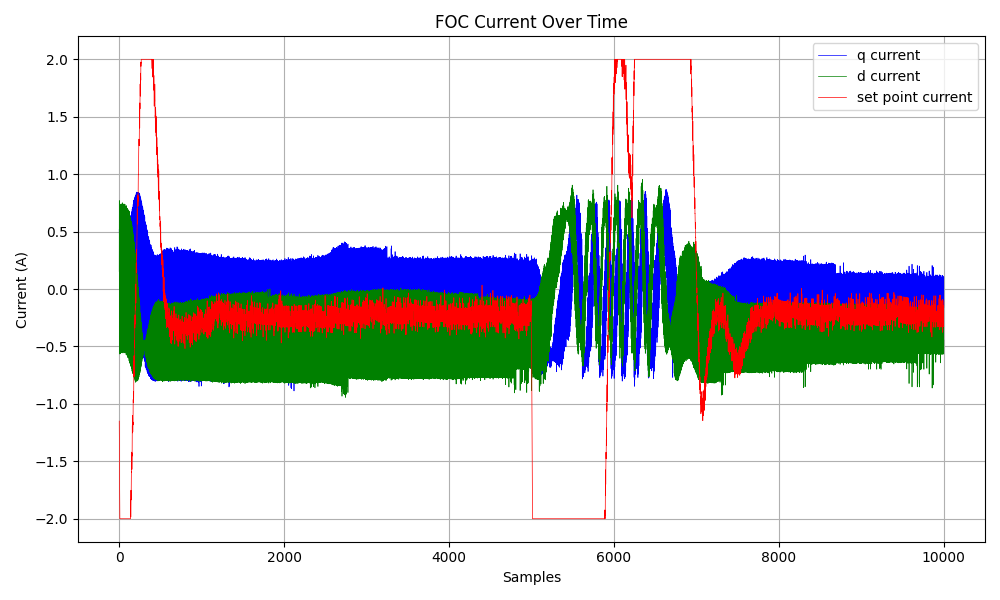 FOC Current Over Time
q current
d current
set point current
2.0
1.5
1.0
0.5
0.0
−0.5
−1.0
−1.5
−2.0
Current (A)
0 2000 4000 6000 8000 10000
Samples